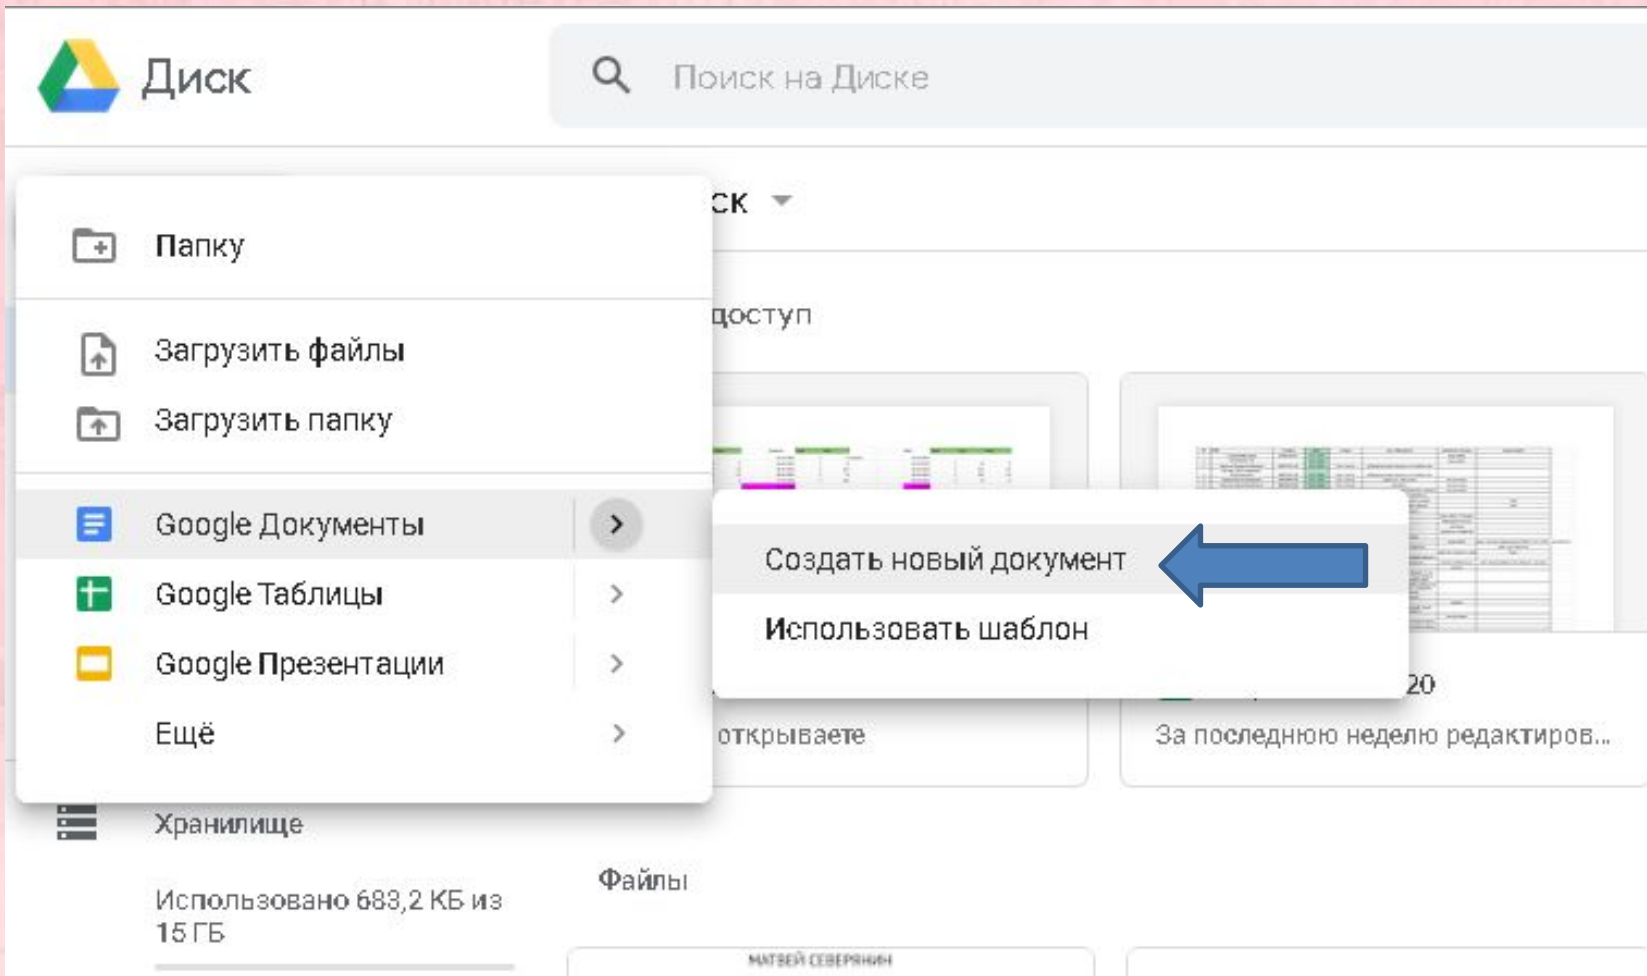 Диск
Поиск на Диске
ск
Папку
доступ
Загрузить файлы
Загрузить папку
Google Документы
Создать новый документ
Google Таблицы
Использовать шаблон
Google Презентации
20
Ещё
открываете
За последнюю неделю редактиров...
Хранилище
Файлы
Использовано 683,2 КБ из
15 ГБ
МАТВЕЙ СЕВЕРЯНИН